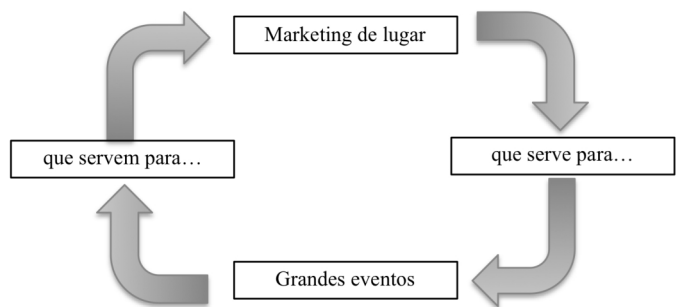 Marketing de lugar
que servem para…
que serve para…
Grandes eventos